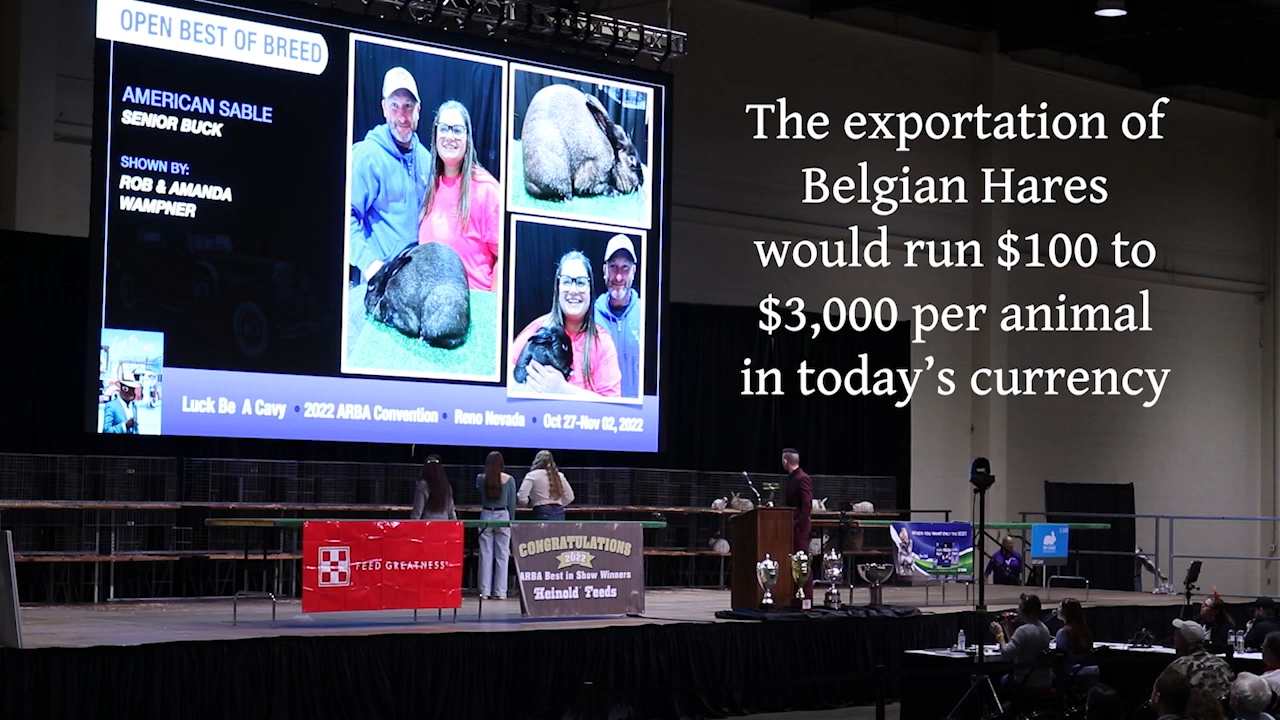 OPEN BEST OF BREED
AMERICAN SABLE
SENIOR BUCK
SHOWN BY:
ROB & AMANDA
WAMPNER
Luck Be A Cavy • 2022 ARBA Convention • Reno Nevada • Oct 27-Nov 02, 2022
The exportation of
Belgian Hares
would run $100 to
$3,000 per animal
in today’s currency
FEED GREATNESS
CONGRATULATIONS
2022
ARBA Best in Show Winners
Heinold Feeds